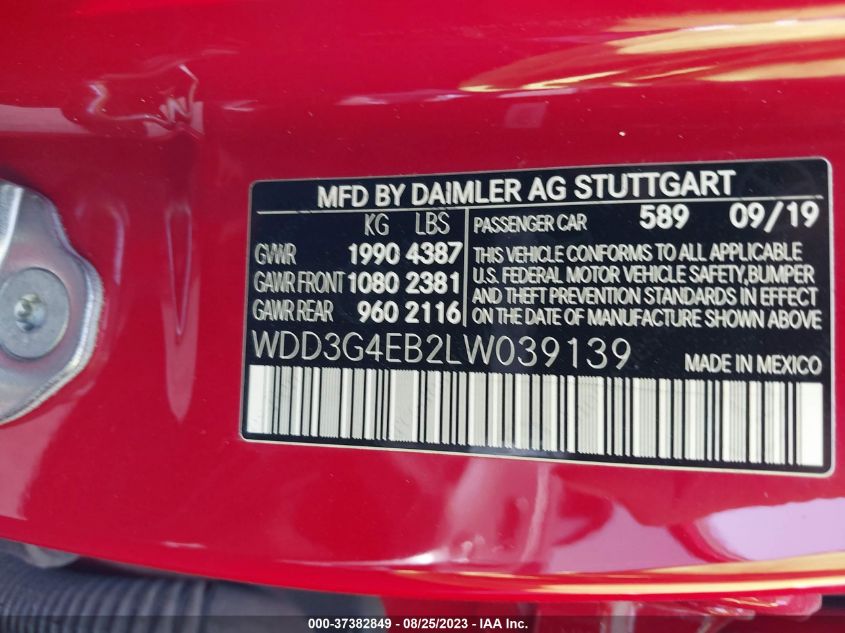 MFD BY DAIMLER AG STUTTGART
KG LBS
GVWR 1990 4387
GAWR FRONT 1080 2381
GAWR REAR 960 2116
PASSENGER CAR 589 09/19
THIS VEHICLE CONFORMS TO ALL APPLICABLE
U.S. FEDERAL MOTOR VEHICLE SAFETY, BUMPER
AND THEFT PREVENTION STANDARDS IN EFFECT
ON THE DATE OF MANUFACTURE SHOWN ABOVE
WDD3G4EB2LW039139 MADE IN MEXICO
000-37382849 - 08/25/2023 - IAA Inc.